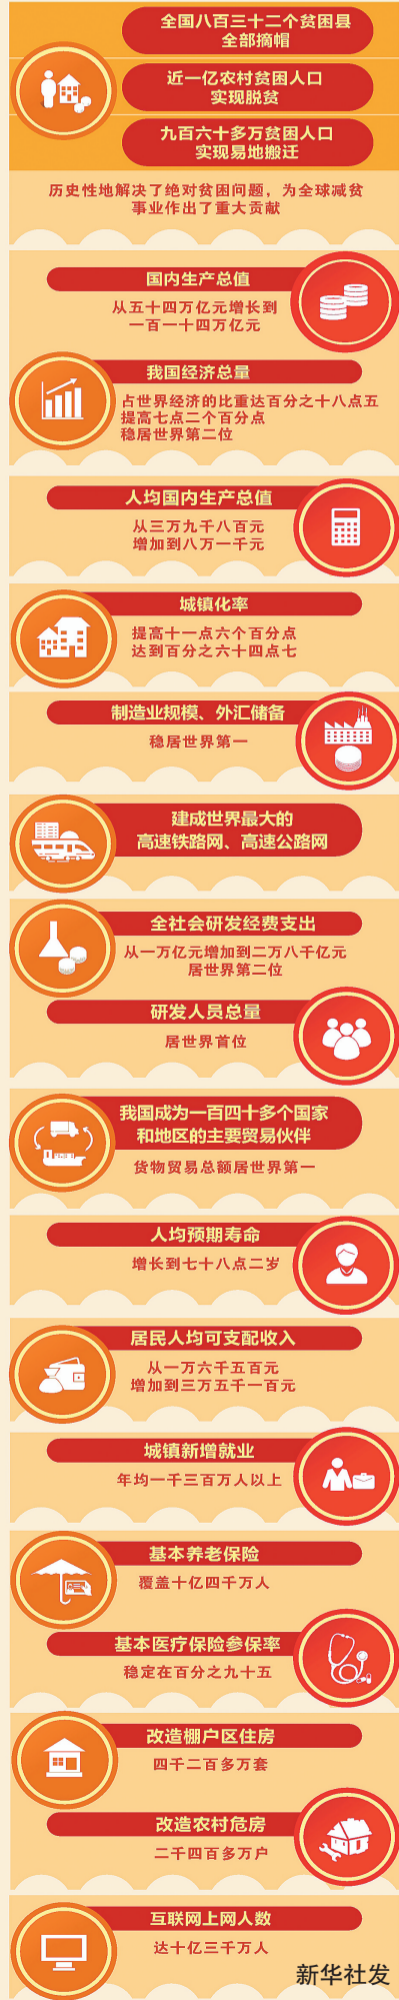 全国八百三十二个贫困县
全部摘帽
近一亿农村贫困人口
实现脱贫
九百六十多万贫困人口
实现易地搬迁
历史性地解决了绝对贫困问题，为全球减贫
事业作出了重大贡献
国内生产总值
从五十四万亿元增长到
一百一十四万亿元
我国经济总量
占世界经济的比重达百分之十八点五
提高七点二个百分点
稳居世界第二位
人均国内生产总值
从三万九千八百元
增加到八万一千元
城镇化率
提高十一点六个百分点
达到百分之六十四点七
制造业规模、外汇储备
稳居世界第一
建成世界最大的
高速铁路网、高速公路网
全社会研发经费支出
从一万亿元增加到二万八千亿元
居世界第二位
研发人员总量
居世界首位
我国成为一百四十多个国家
和地区的主要贸易伙伴
货物贸易总额居世界第一
人均预期寿命
增长到七十八点二岁
居民人均可支配收入
从一万六千五百元
增加到三万五千一百元
城镇新增就业
年均一千三百万人以上
基本养老保险
覆盖十亿四千万人
基本医疗保险参保率
稳定在百分之九十五
改造棚户区住房
四千二百多万套
改造农村危房
二千四百多万户
互联网上网人数
达十亿三千万人
新华社发